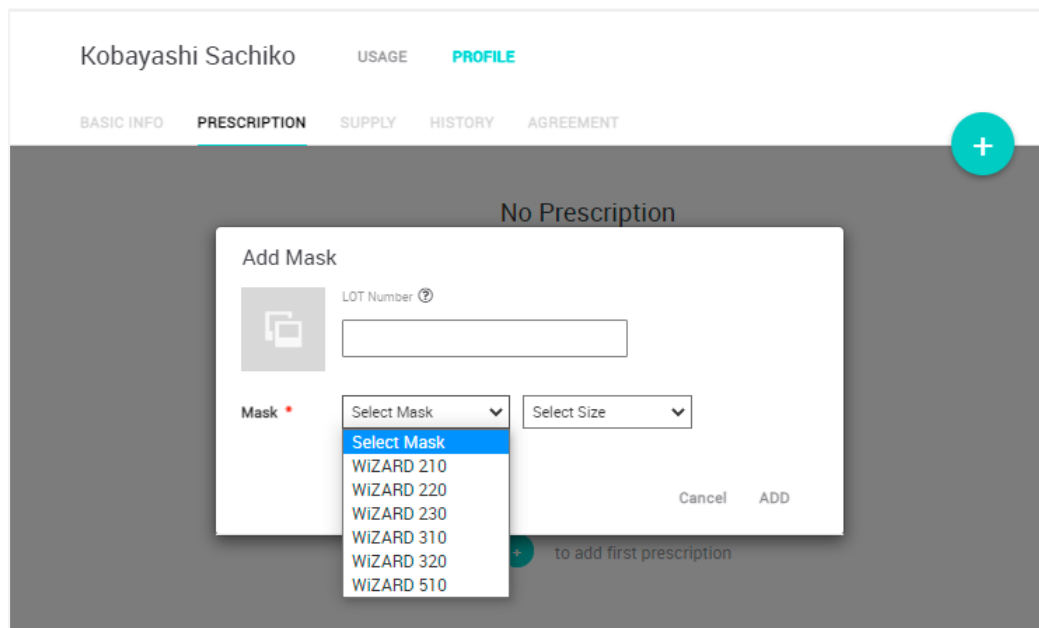 Kobayashi Sachiko USAGE PROFILE
BASIC INFO PRESCRIPTION SUPPLY HISTORY AGREEMENT
+
No Prescription
Add Mask
LOT Number ?
Mask * Select Mask Select Size
Select Mask
WiZARD 210
WiZARD 220
WiZARD 230
WiZARD 310
WiZARD 320
WiZARD 510
Cancel ADD
+ to add first prescription